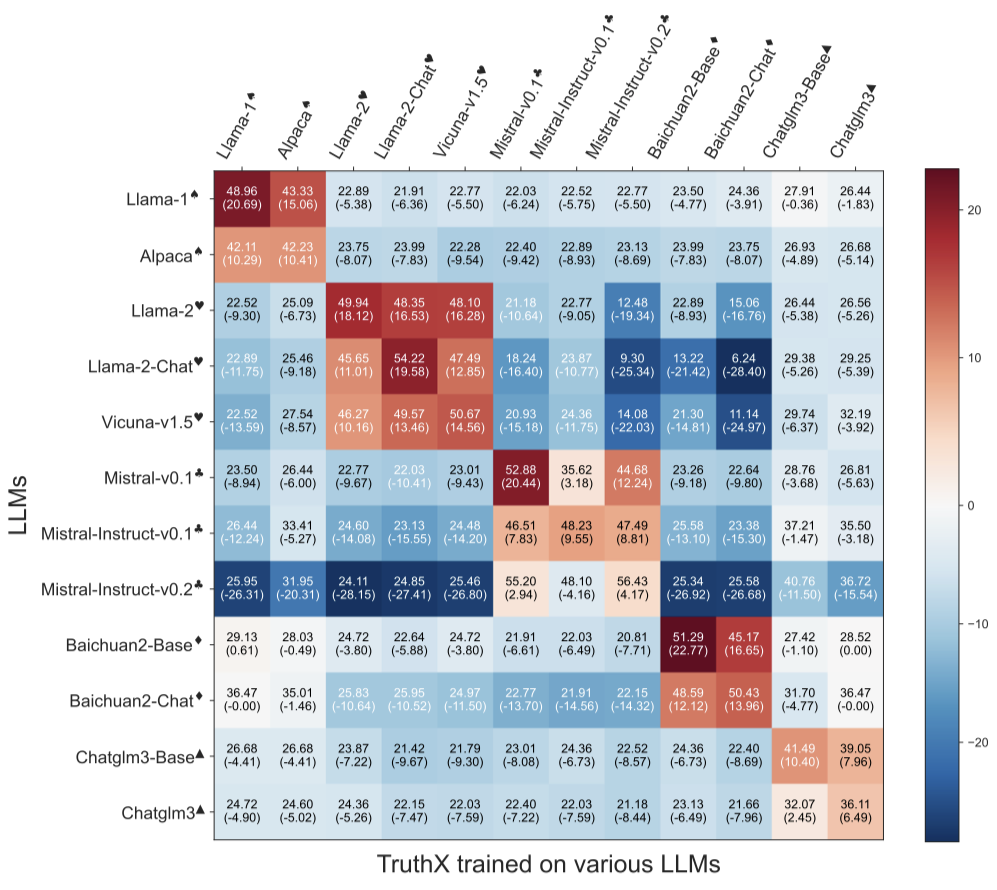 Llama-1♠ Alpaca♠ Llama-2♥ Llama-2-Chat♥ Vicuna-v1.5♥ Mistral-v0.1♣ Mistral-Instruct-v0.1♣ Mistral-Instruct-v0.2♣ Baichuan2-Base♦ Baichuan2-Chat♦ Chatglm3-Base▲ Chatglm3▲
Llama-1♠ 48.96 43.33 22.89 21.91 22.77 22.03 22.52 22.77 23.50 24.36 27.91 26.44
(20.69) (15.06) (-5.38) (-6.36) (-5.50) (-6.24) (-5.75) (-5.50) (-4.77) (-3.91) (-0.36) (-1.83)
Alpaca♠ 42.11 42.23 23.75 23.99 22.28 22.40 22.89 23.13 23.99 23.75 26.93 26.68
(10.29) (10.41) (-8.07) (-7.83) (-9.54) (-9.42) (-8.93) (-8.69) (-7.83) (-8.07) (-4.89) (-5.14)
Llama-2♥ 22.52 25.09 49.94 48.35 48.10 21.18 22.77 12.48 22.89 15.06 26.44 26.56
(-9.30) (-6.73) (18.12) (16.53) (16.28) (-10.64) (-9.05) (-19.34) (-8.93) (-16.76) (-5.38) (-5.26)
Llama-2-Chat♥ 22.89 25.46 45.65 54.22 47.49 18.24 23.87 9.30 13.22 6.24 29.38 29.25
(-11.75) (-9.18) (11.01) (19.58) (12.85) (-16.40) (-10.77) (-25.34) (-21.42) (-28.40) (-5.26) (-5.39)
Vicuna-v1.5♥ 22.52 27.54 46.27 49.57 50.67 20.93 24.36 14.08 21.30 11.14 29.74 32.19
(-13.59) (-8.57) (10.16) (13.46) (14.56) (-15.18) (-11.75) (-22.03) (-14.81) (-24.97) (-6.37) (-3.92)
Mistral-v0.1♣ 23.50 26.44 22.77 22.03 23.01 52.88 35.62 44.68 23.26 22.64 28.76 26.81
(-8.94) (-6.00) (-9.67) (-10.41) (-9.43) (20.44) (3.18) (12.24) (-9.18) (-9.80) (-3.68) (-5.63)
Mistral-Instruct-v0.1♣ 26.44 33.41 24.60 23.13 24.48 46.51 48.23 47.49 25.58 23.38 37.21 35.50
(-12.24) (-5.27) (-14.08) (-15.55) (-14.20) (7.83) (9.55) (8.81) (-13.10) (-15.30) (-1.47) (-3.18)
Mistral-Instruct-v0.2♣ 25.95 31.95 24.11 24.85 25.46 55.20 48.10 56.43 25.34 25.58 40.76 36.72
(-26.31) (-20.31) (-28.15) (-27.41) (-26.80) (2.94) (-4.16) (4.17) (-26.92) (-26.68) (-11.50) (-15.54)
Baichuan2-Base♦ 29.13 28.03 24.72 22.64 24.72 21.91 22.03 20.81 51.29 45.17 27.42 28.52
(0.61) (-0.49) (-3.80) (-5.88) (-3.80) (-6.61) (-6.49) (-7.71) (22.77) (16.65) (-1.10) (0.00)
Baichuan2-Chat♦ 36.47 35.01 25.83 25.95 24.97 22.77 21.91 22.15 48.59 50.43 31.70 36.47
(-0.00) (-1.46) (-10.64) (-10.52) (-11.50) (-13.70) (-14.56) (-14.32) (12.12) (13.96) (-4.77) (-0.00)
Chatglm3-Base▲ 26.68 26.68 23.87 21.42 21.79 23.01 24.36 22.52 24.36 22.40 41.49 39.05
(-4.41) (-4.41) (-7.22) (-9.67) (-9.30) (-8.08) (-6.73) (-8.57) (-6.73) (-8.69) (10.40) (7.96)
Chatglm3▲ 24.72 24.60 24.36 22.15 22.03 22.40 22.03 21.18 23.13 21.66 32.07 36.11
(-4.90) (-5.02) (-5.26) (-7.47) (-7.59) (-7.22) (-7.59) (-8.44) (-6.49) (-7.96) (2.45) (6.49)
LLMs
TruthX trained on various LLMs
20
10
0
−10
−20